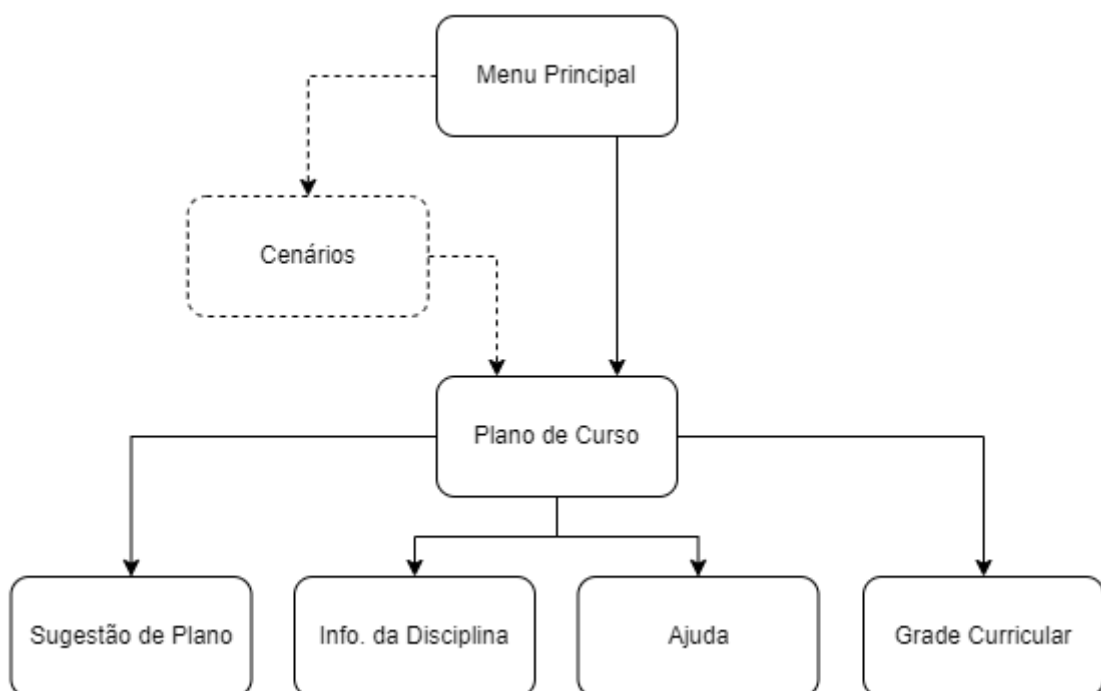 Menu Principal
Cenários
Plano de Curso
Sugestão de Plano
Info. da Disciplina
Ajuda
Grade Curricular